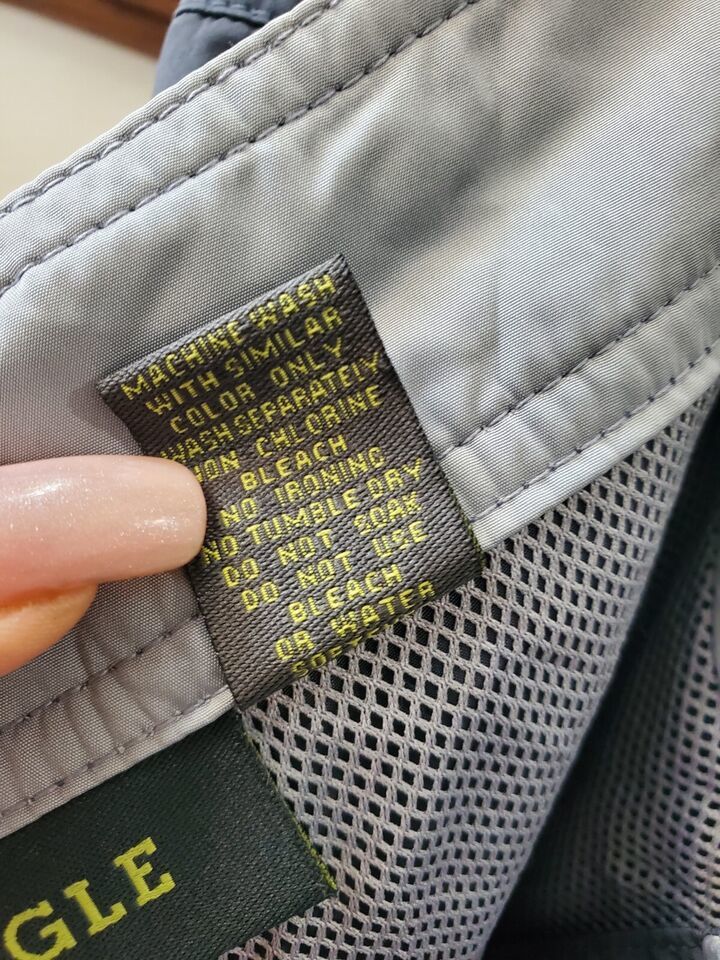 MACHINE WASH
WITH SIMILAR
COLOR ONLY
WASH SEPARATELY
NON CHLORINE
BLEACH
NO IRONING
NO TUMBLE DRY
DO NOT SOAK
DO NOT USE
BLEACH
OR WATER
GLE